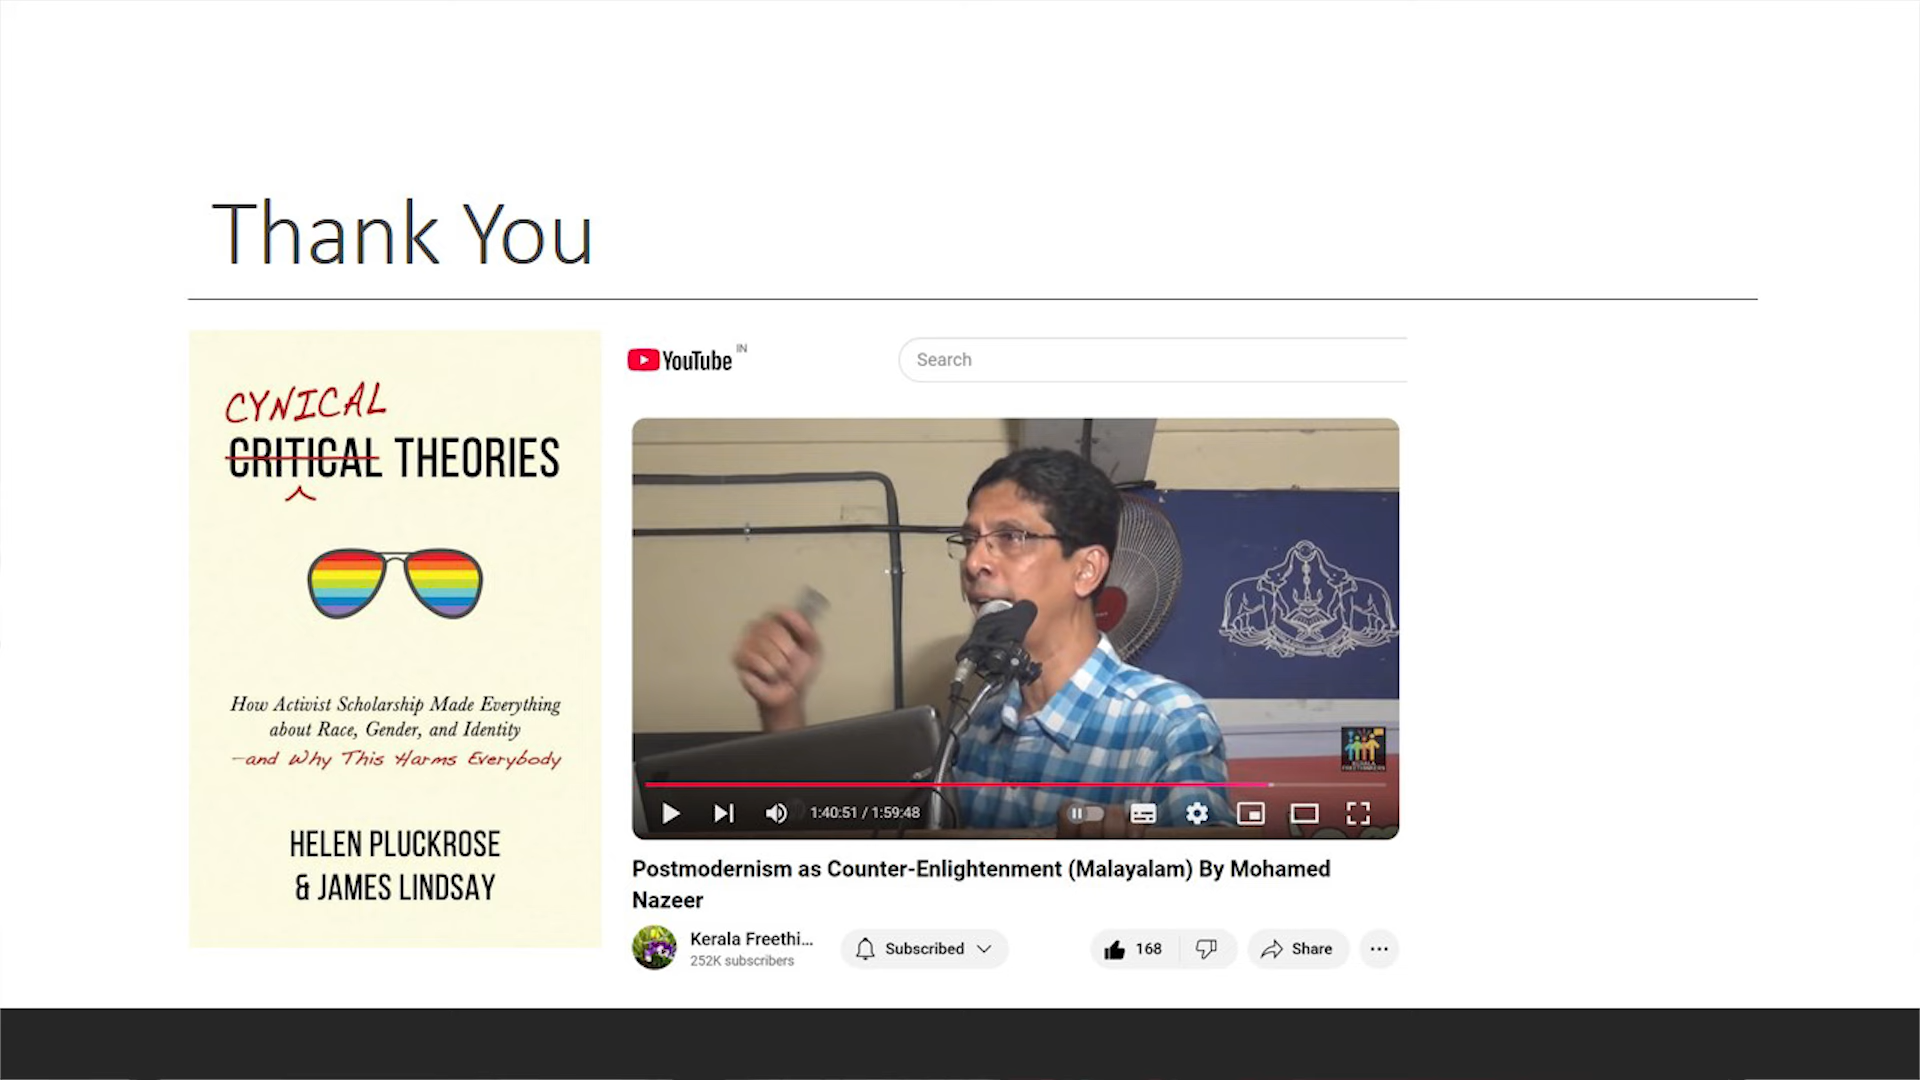 Thank You
CYNICAL
CRITICAL THEORIES
How Activist Scholarship Made Everything
about Race, Gender, and Identity
—and Why This Harms Everybody
HELEN PLUCKROSE
& JAMES LINDSAY
YouTube IN
Search
KERALA
FREETHINKERS
1:40:51 / 1:59:48
Postmodernism as Counter-Enlightenment (Malayalam) By Mohamed
Nazeer
Kerala Freethi...
252K subscribers
Subscribed
168
Share